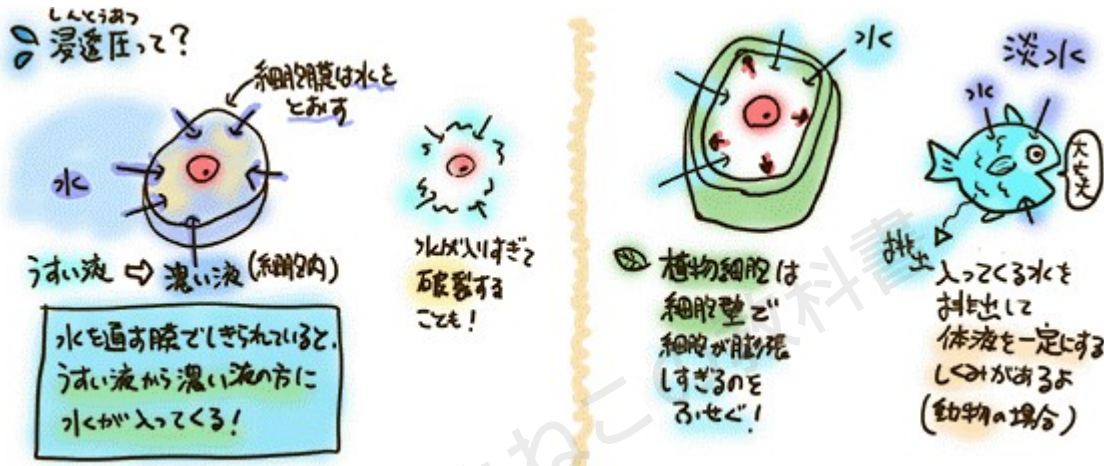 しんとうあつ
浸透圧って?
細胞膜は水を
とおす
水
うすい液 ⇨ 濃い液(細胞内)
水を通す膜でしきられていると、
うすい液から濃い液の方に
水が入ってくる!
水が入りすぎて
破裂する
ことも!
水
植物細胞は
細胞壁で
細胞が膨張
しすぎるのを
ふせぐ!
淡水
水
大丈夫
排出
入ってくる水を
排出して
体液を一定にする
しくみがあるよ
(動物の場合)
ねこの教科書